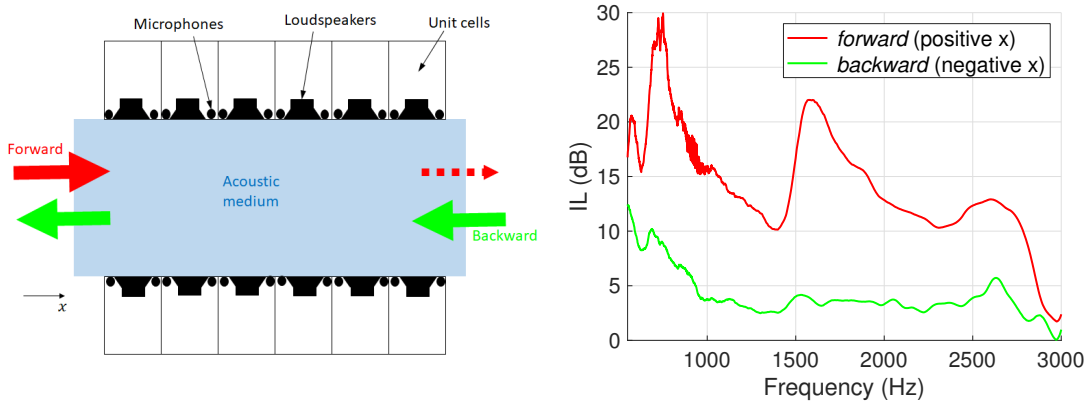 Microphones
Loudspeakers
Unit cells
Forward
Acoustic
medium
Backward
x
30
25
20
15
10
5
0
IL (dB)
forward (positive x)
backward (negative x)
1000
1500
2000
2500
3000
Frequency (Hz)